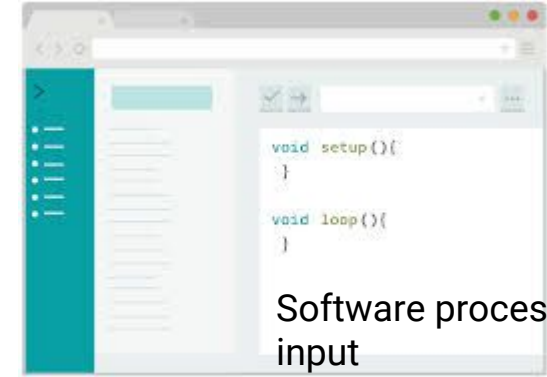 void setup(){
}
void loop(){
}
Software proces
input